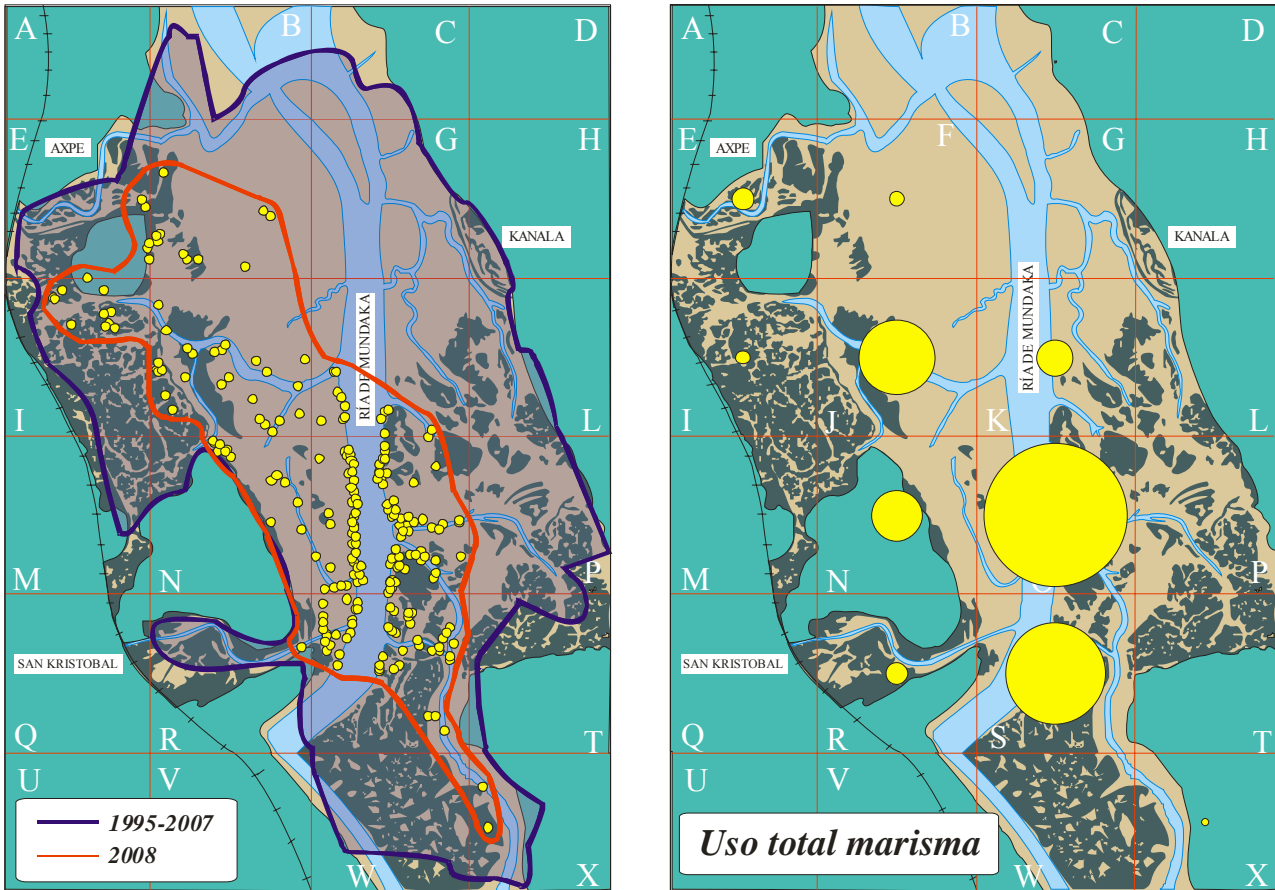 A
B
C
D
E
AXPE
G
H
KANALA
RÍA DE MUNDAKA
I
L
M
N
P
SAN KRISTOBAL
Q
R
T
V
W
X
1995-2007
2008
A
B
C
D
E
AXPE
F
G
H
KANALA
RÍA DE MUNDAKA
I
J
K
L
M
N
O
P
SAN KRISTOBAL
Q
R
S
T
U
V
W
X
Uso total marisma